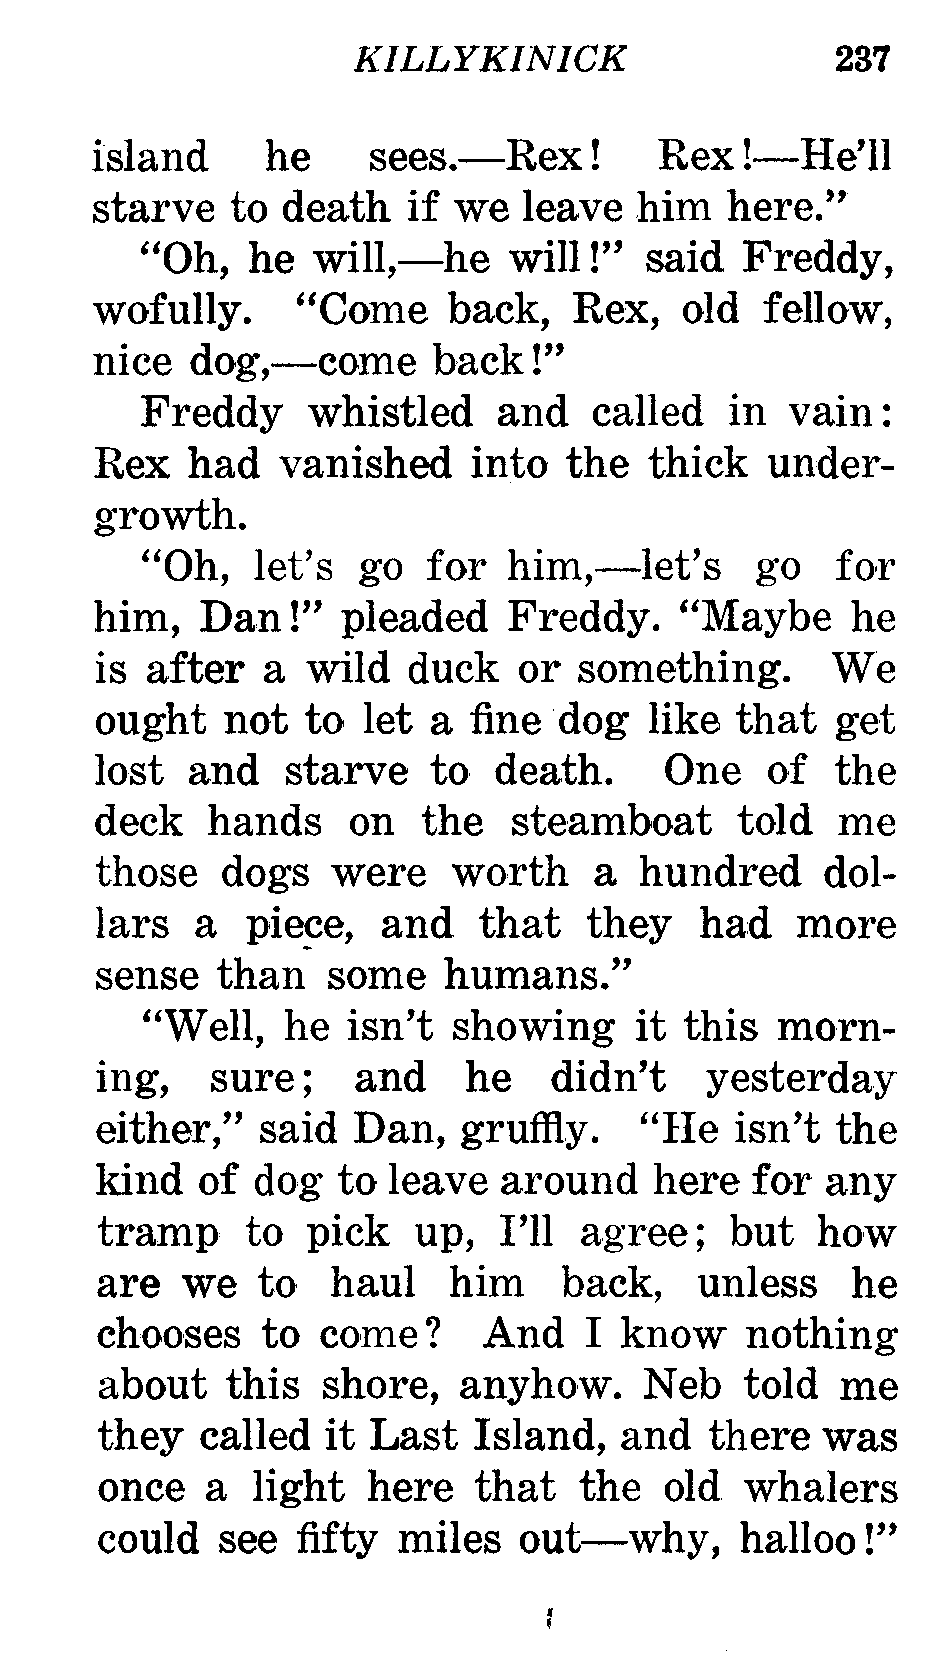 KILLYKINICK 237
island he sees.—Rex! Rex!—He'll
starve to death if we leave him here."
"Oh, he will,—he will!" said Freddy,
wofully. "Come back, Rex, old fellow,
nice dog,—come back!"
Freddy whistled and called in vain:
Rex had vanished into the thick under-
growth.
"Oh, let's go for him,—let's go for
him, Dan!" pleaded Freddy. "Maybe he
is after a wild duck or something. We
ought not to let a fine dog like that get
lost and starve to death. One of the
deck hands on the steamboat told me
those dogs were worth a hundred dol-
lars a piece, and that they had more
sense than some humans."
"Well, he isn't showing it this morn-
ing, sure; and he didn't yesterday
either," said Dan, gruffly. "He isn't the
kind of dog to leave around here for any
tramp to pick up, I'll agree; but how
are we to haul him back, unless he
chooses to come? And I know nothing
about this shore, anyhow. Neb told me
they called it Last Island, and there was
once a light here that the old whalers
could see fifty miles out—why, halloo!"